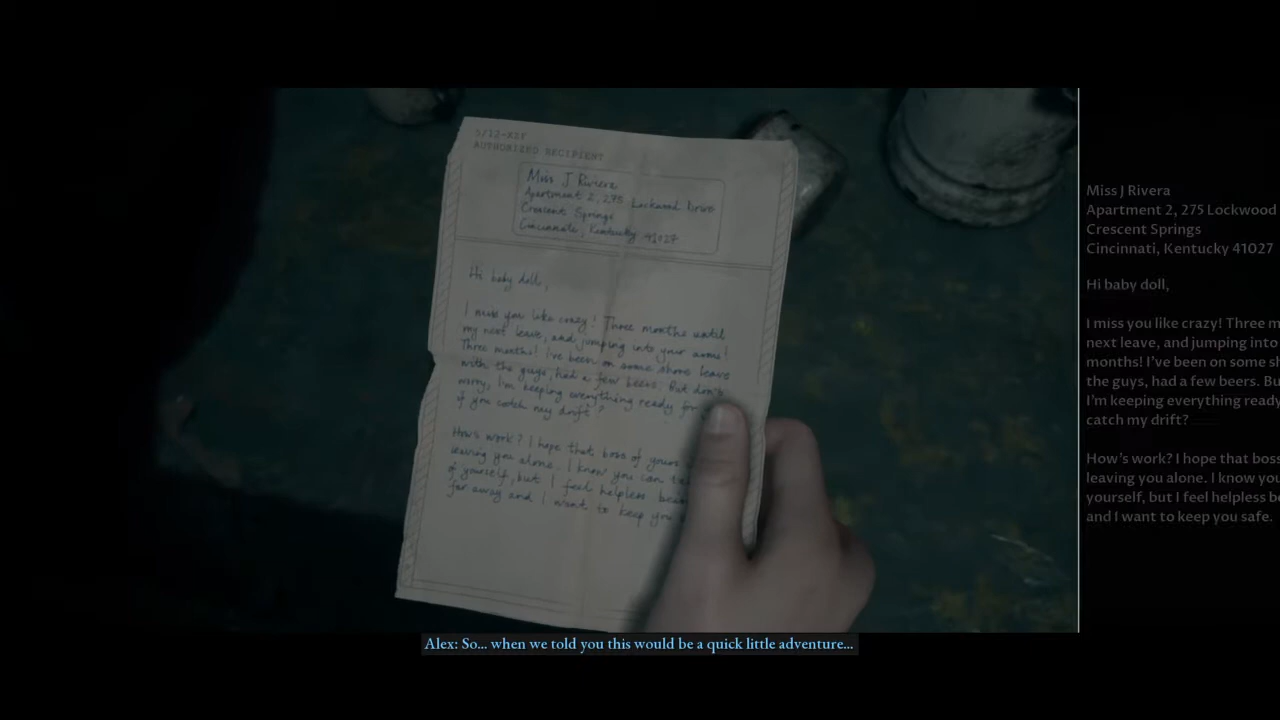 5/12-KEY
AUTHORIZED RECIPIENT
Miss J Rivera
Apartment 2, 275 Lockwood Drive
Crescent Springs
Cincinnati, Kentucky 41027
Hi baby doll,
I miss you like crazy! Three months until
my next leave, and jumping into your arms!
Three months! I've been on some shore leave
with the guys, had a few beers. But don't
worry, I'm keeping everything ready for
if you catch my drift?
How's work? I hope that boss of yours
leaving you alone. I know you can
of yourself, but I feel helpless
far away and I want to keep you
Miss J Rivera
Apartment 2, 275 Lockwood
Crescent Springs
Cincinnati, Kentucky 41027
Hi baby doll,
I miss you like crazy! Three m
next leave, and jumping into
months! I've been on some sh
the guys, had a few beers. Bu
I'm keeping everything ready
catch my drift?
How's work? I hope that boss
leaving you alone. I know you
yourself, but I feel helpless be
and I want to keep you safe.
Alex: So... when we told you this would be a quick little adventure...